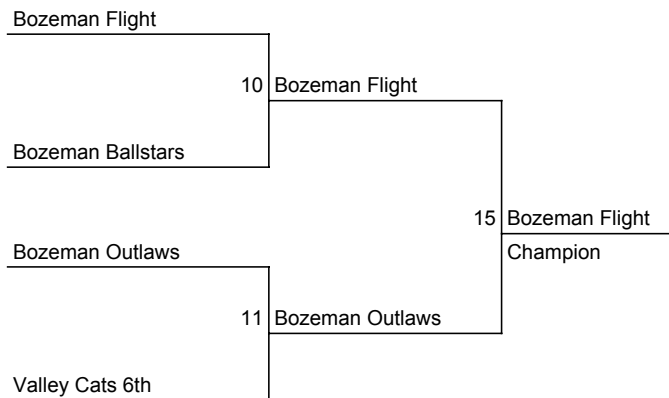 Bozeman Flight
10 Bozeman Flight
Bozeman Ballstars
15 Bozeman Flight
Bozeman Outlaws
Champion
11 Bozeman Outlaws
Valley Cats 6th